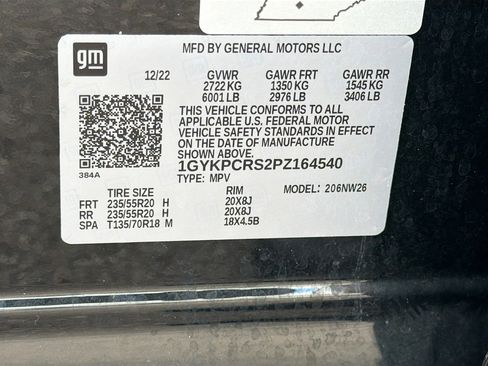 gm
MFD BY GENERAL MOTORS LLC
12/22 GVWR GAWR FRT GAWR RR
2722 KG 1350 KG 1545 KG
6001 LB 2976 LB 3406 LB
THIS VEHICLE CONFORMS TO ALL
APPLICABLE U.S. FEDERAL MOTOR
VEHICLE SAFETY STANDARDS IN EFFECT
ON THE DATE OF MANUFACTURE
SHOWN ABOVE.
1GYKPCRS2PZ164540
384A TYPE: MPV
TIRE SIZE RIM MODEL: 206NW26
FRT 235/55R20 H 20X8J
RR 235/55R20 H 20X8J
SPA T135/70R18 M 18X4.5B